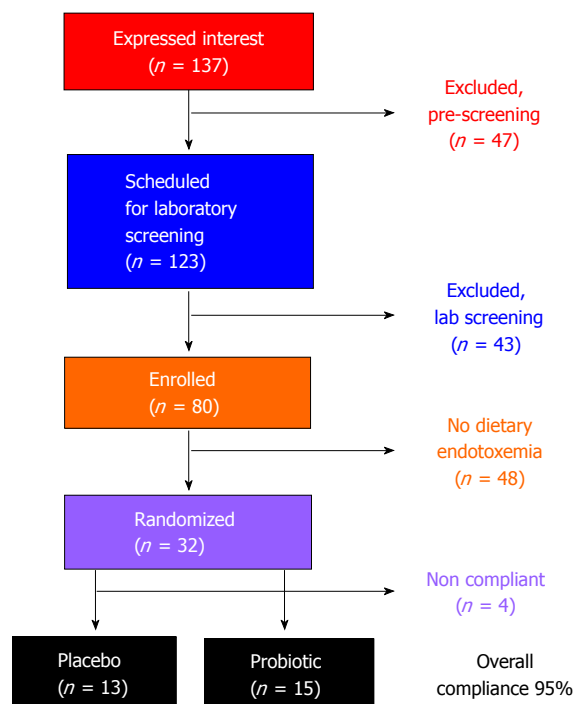 Expressed interest
(n = 137)
Excluded,
pre-screening
(n = 47)
Scheduled
for laboratory
screening
(n = 123)
Excluded,
lab screening
(n = 43)
Enrolled
(n = 80)
No dietary
endotoxemia
(n = 48)
Randomized
(n = 32)
Non compliant
(n = 4)
Placebo
(n = 13)
Probiotic
(n = 15)
Overall
compliance 95%